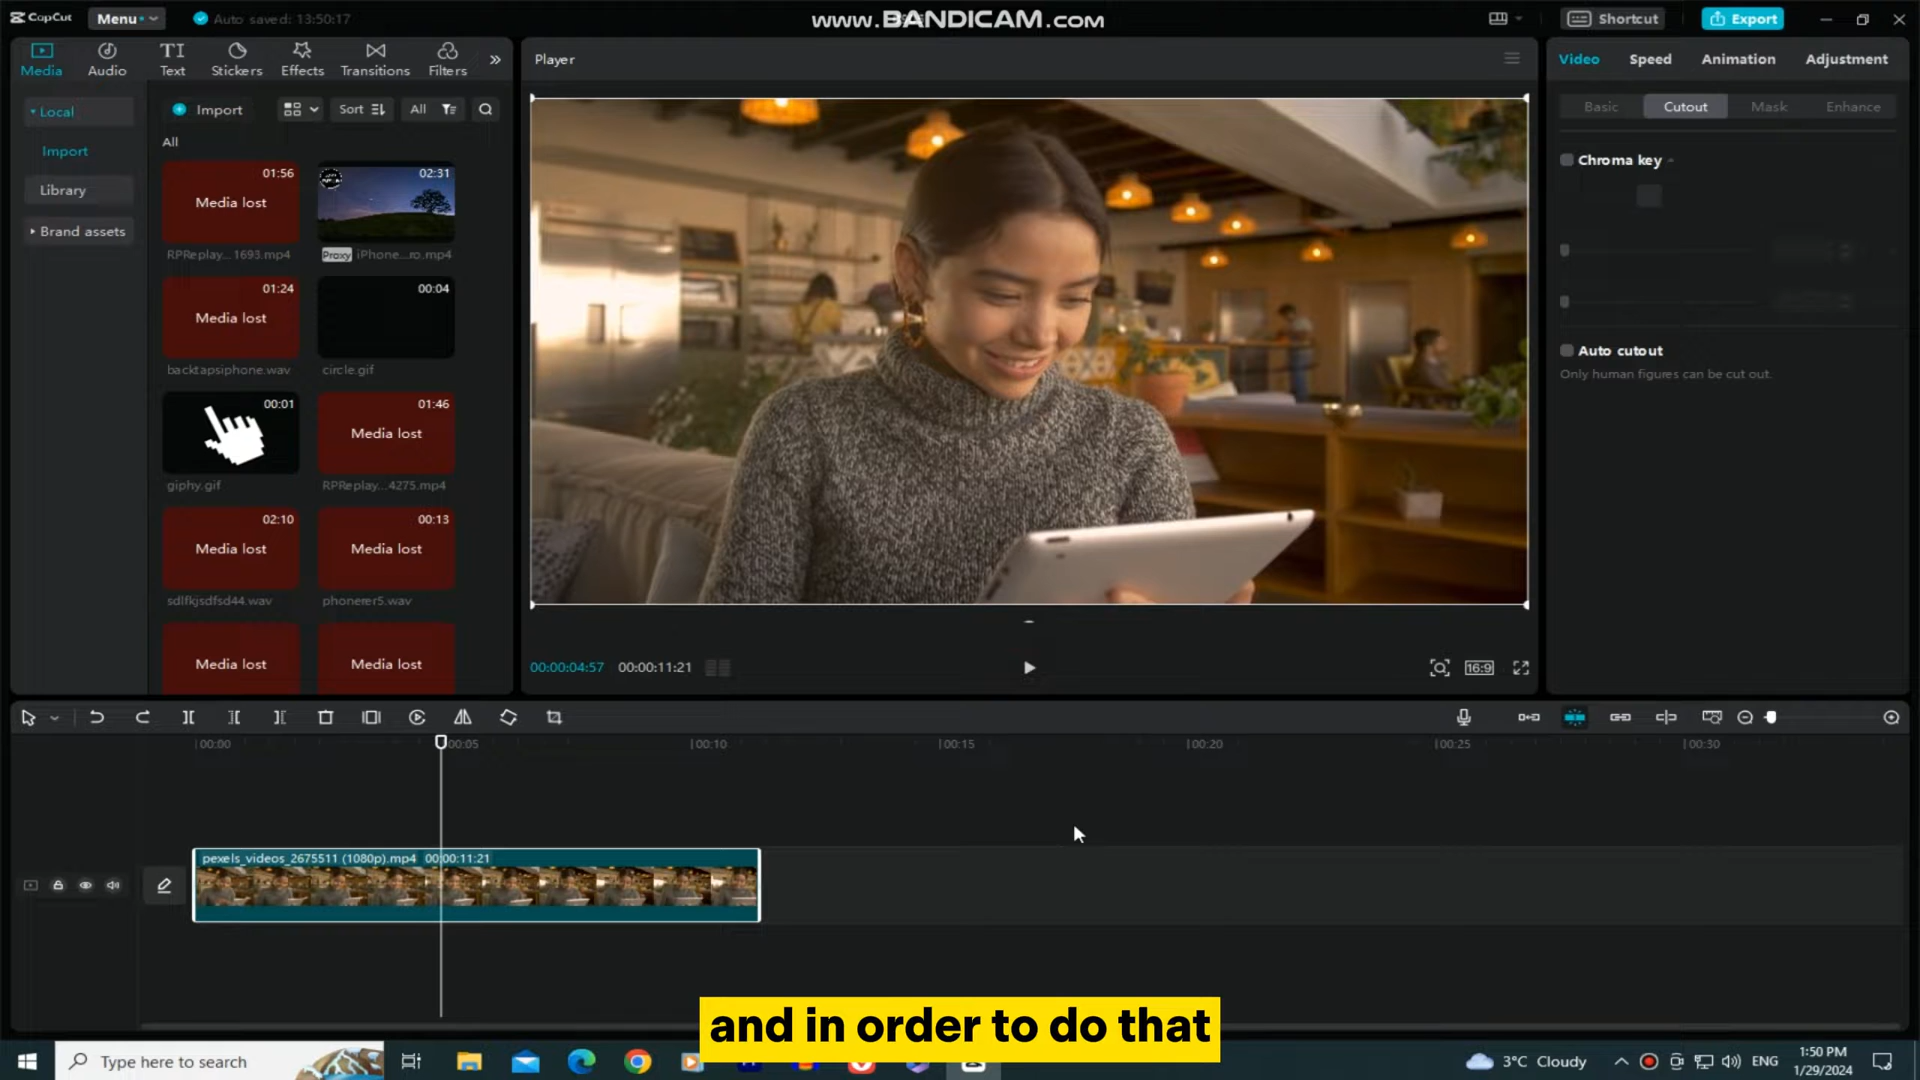 CapCut
Menu
Auto saved: 13:50:17
www.BANDICAM.com
Shortcut
Export
Media
Audio
TI
Text
Stickers
Effects
Transitions
Filters
Player
Video
Speed
Animation
Adjustment
Local
Import
Library
Brand assets
Import
Sort
All
All
01:56
Media lost
RPReplay...1693.mp4
02:31
Proxy iPhone...ro.mp4
01:24
Media lost
backtapsiphone.wav
00:04
circle.gif
00:01
giphy.gif
01:46
Media lost
RPReplay...4275.mp4
02:10
Media lost
sdlfkjsdfsd44.wav
00:13
Media lost
phonerer5.wav
Media lost
Media lost
00:00:04:57
00:00:11:21
16:9
Basic
Cutout
Mask
Enhance
Chroma key
Auto cutout
Only human figures can be cut out.
00:00
00:05
00:10
00:15
00:20
00:25
00:30
pexels_videos_2675511 (1080p).mp4 00:00:11:21
and in order to do that
Type here to search
3°C Cloudy
ENG
1:50 PM
1/29/2024